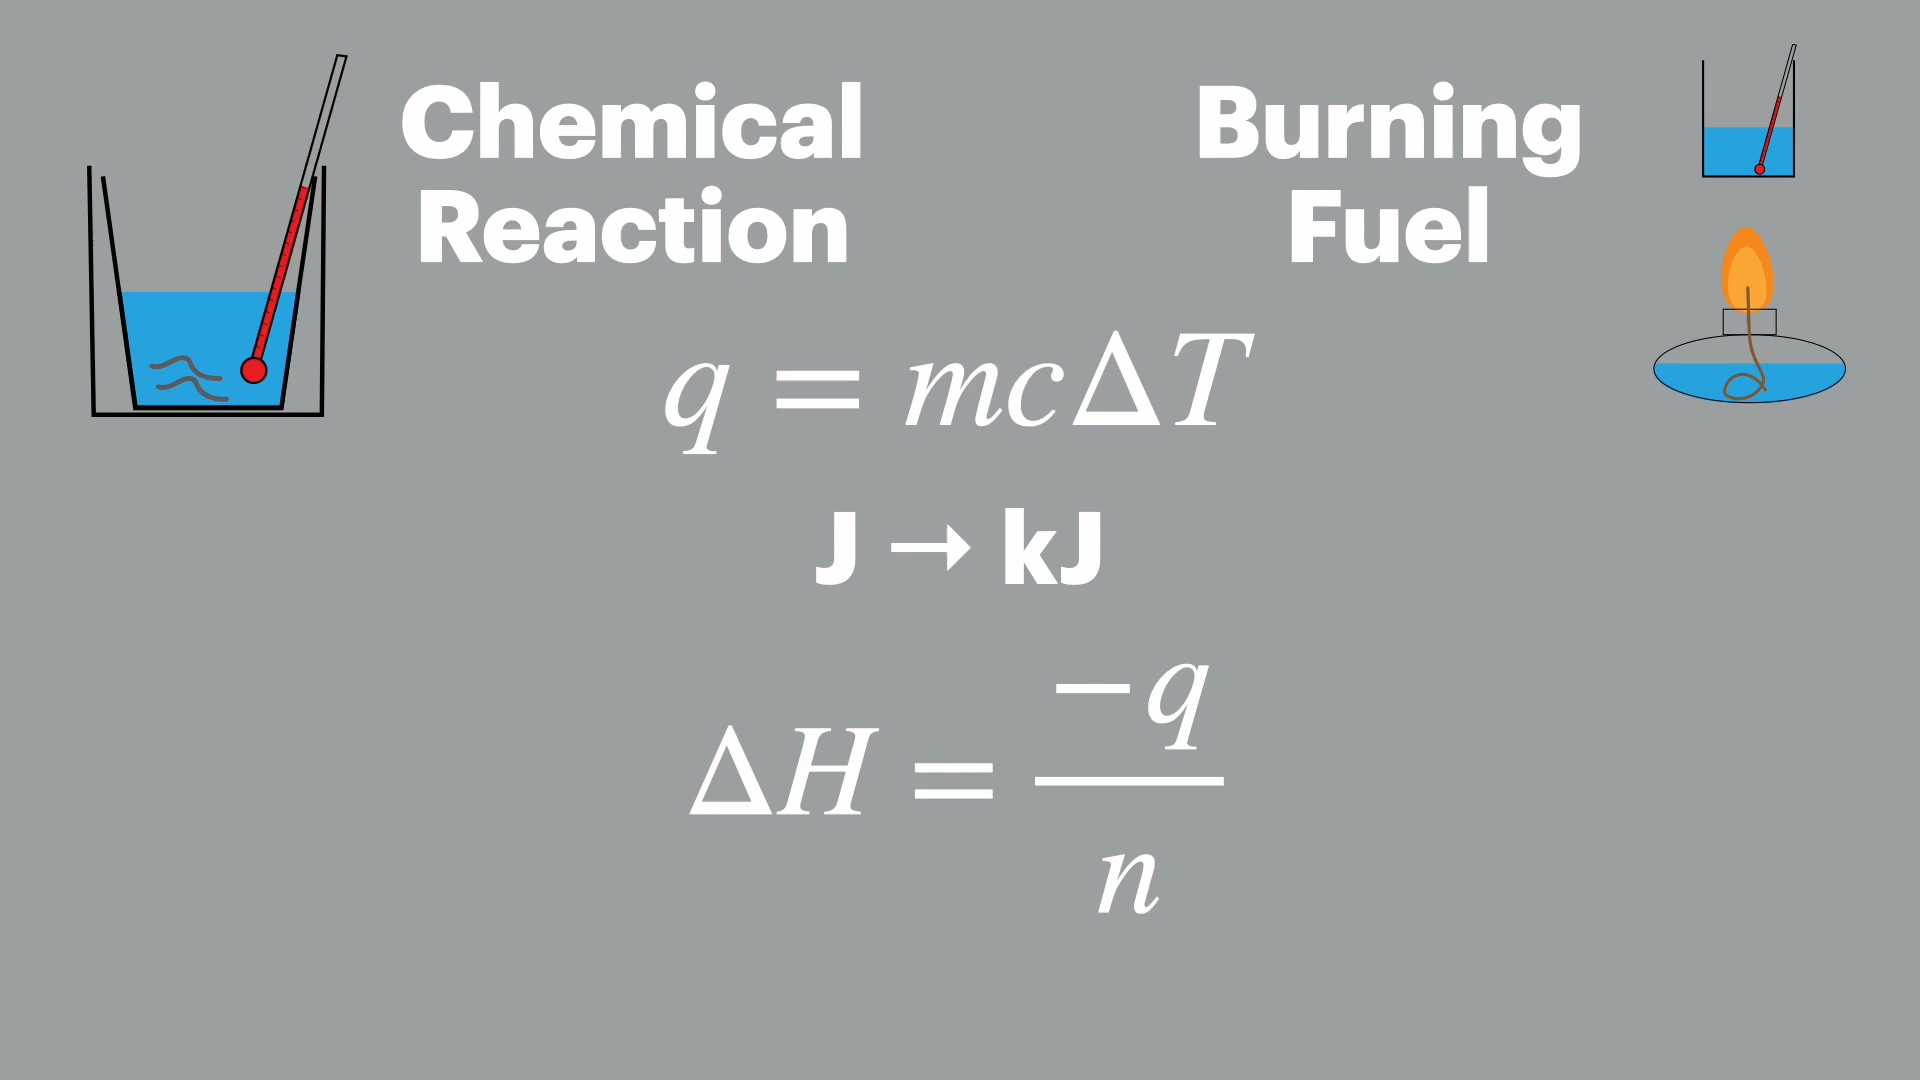 Chemical
Reaction
Burning
Fuel
q = mcΔT
J → kJ
ΔH = −q / n